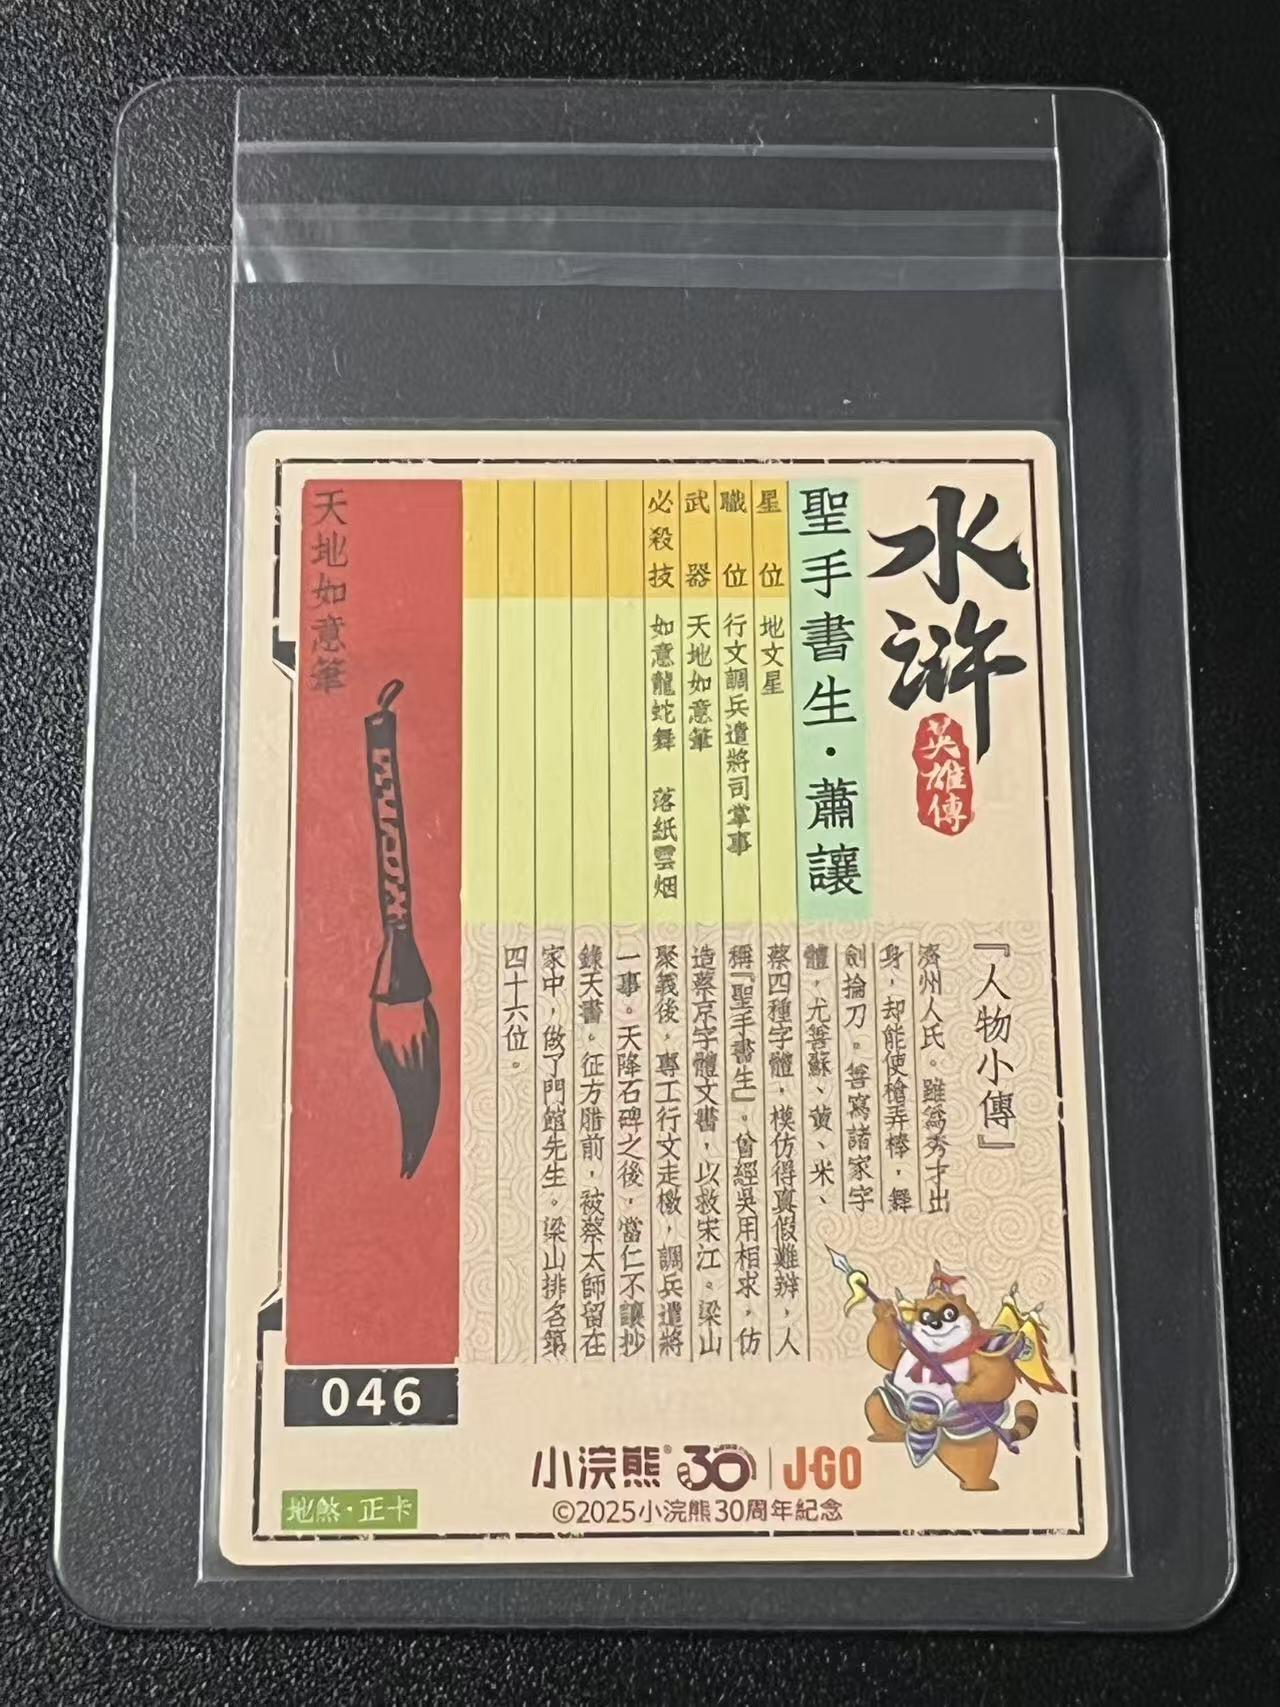 水滸
英雄傳
聖手書生·蕭讓
星位 地文星
職位 行文調兵遣將司掌事
武器 天地如意筆
必殺技 如意龍蛇舞 落紙雲烟
天地如意筆
『人物小傳』
濟州人氏。雖爲秀才出
身，却能使槍弄棒，舞
劍掄刀。善寫諸家字
體，尤善蘇、黄、米、
蔡四種字體，模仿得真假難辨，人
稱『聖手書生』。曾經吳用相求，仿
造蔡京字體文書，以救宋江。梁山
聚義後，專工行文走檄，調兵遣將
一事。天降石碑之後，當仁不讓抄
錄天書。征方腊前，被蔡太師留在
家中，做了門館先生。梁山排名第
四十六位。
046
小浣熊® 30 | J·GO
©2025小浣熊30周年紀念
地煞·正卡